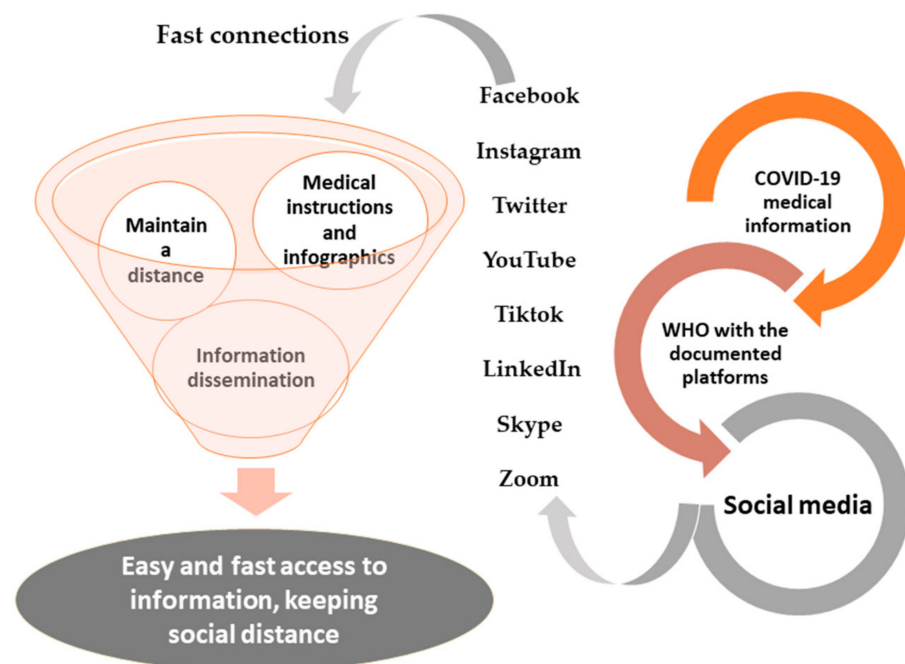 Fast connections
Maintain
a
distance
Medical
instructions
and
infographics
Information
dissemination
Easy and fast access to
information, keeping
social distance
Facebook
Instagram
Twitter
YouTube
Tiktok
LinkedIn
Skype
Zoom
COVID-19
medical
information
WHO with the
documented
platforms
Social media